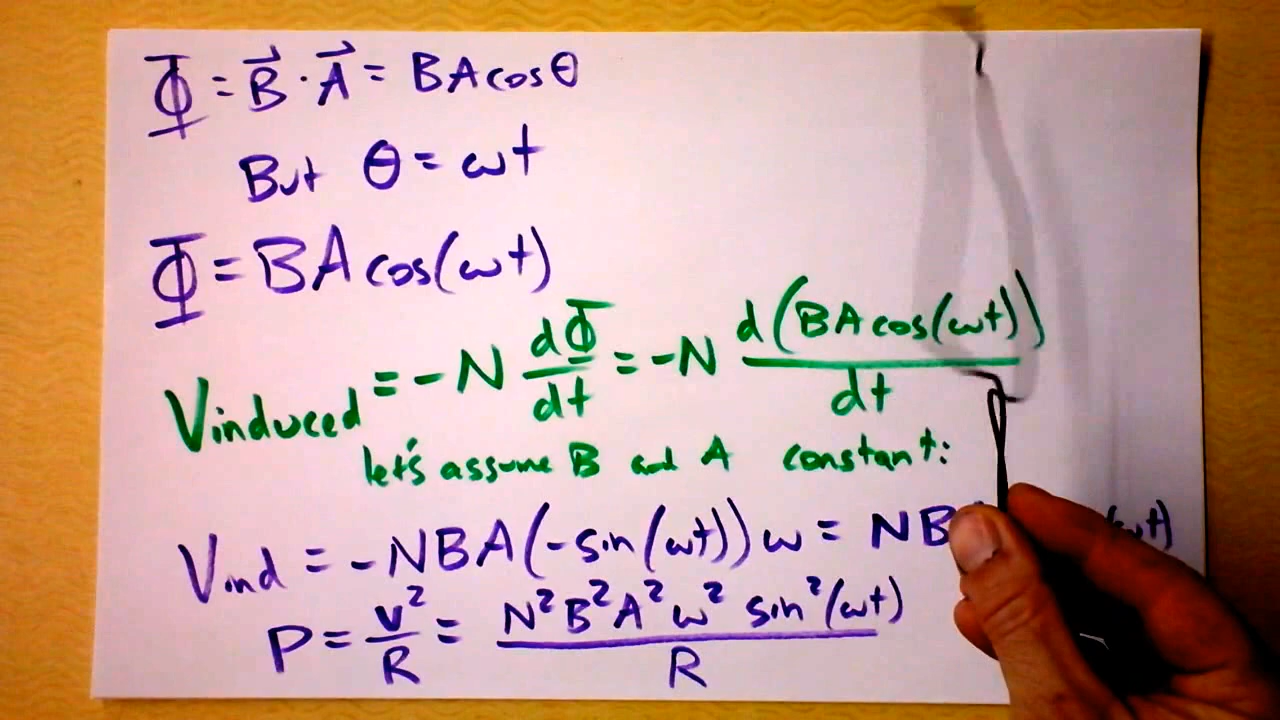 Φ = B⃗ · A⃗ = BA cos θ
But θ = ωt
Φ = BA cos(ωt)
Vinduced = -N dΦ/dt = -N d(BA cos(ωt))/dt
let's assume B and A constant:
Vind = -NBA(-sin(ωt))ω = NB ωt)
P = V²/R = N²B²A²ω² sin²(ωt)/R